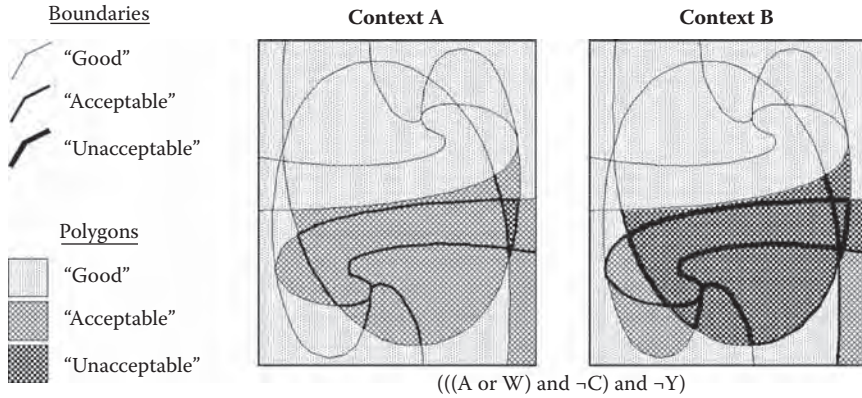 Boundaries
“Good”
“Acceptable”
“Unacceptable”
Polygons
“Good”
“Acceptable”
“Unacceptable”
Context A
Context B
(((A or W) and ¬C) and ¬Y)